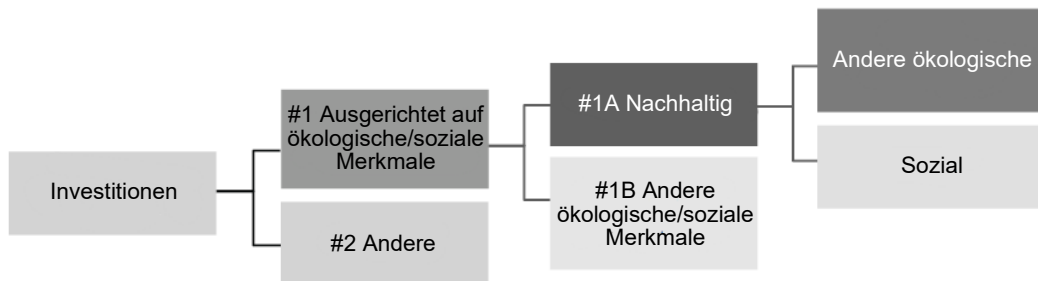 Investitionen
#1 Ausgerichtet auf
ökologische/soziale
Merkmale
#2 Andere
#1A Nachhaltig
#1B Andere
ökologische/soziale
Merkmale
Andere ökologische
Sozial